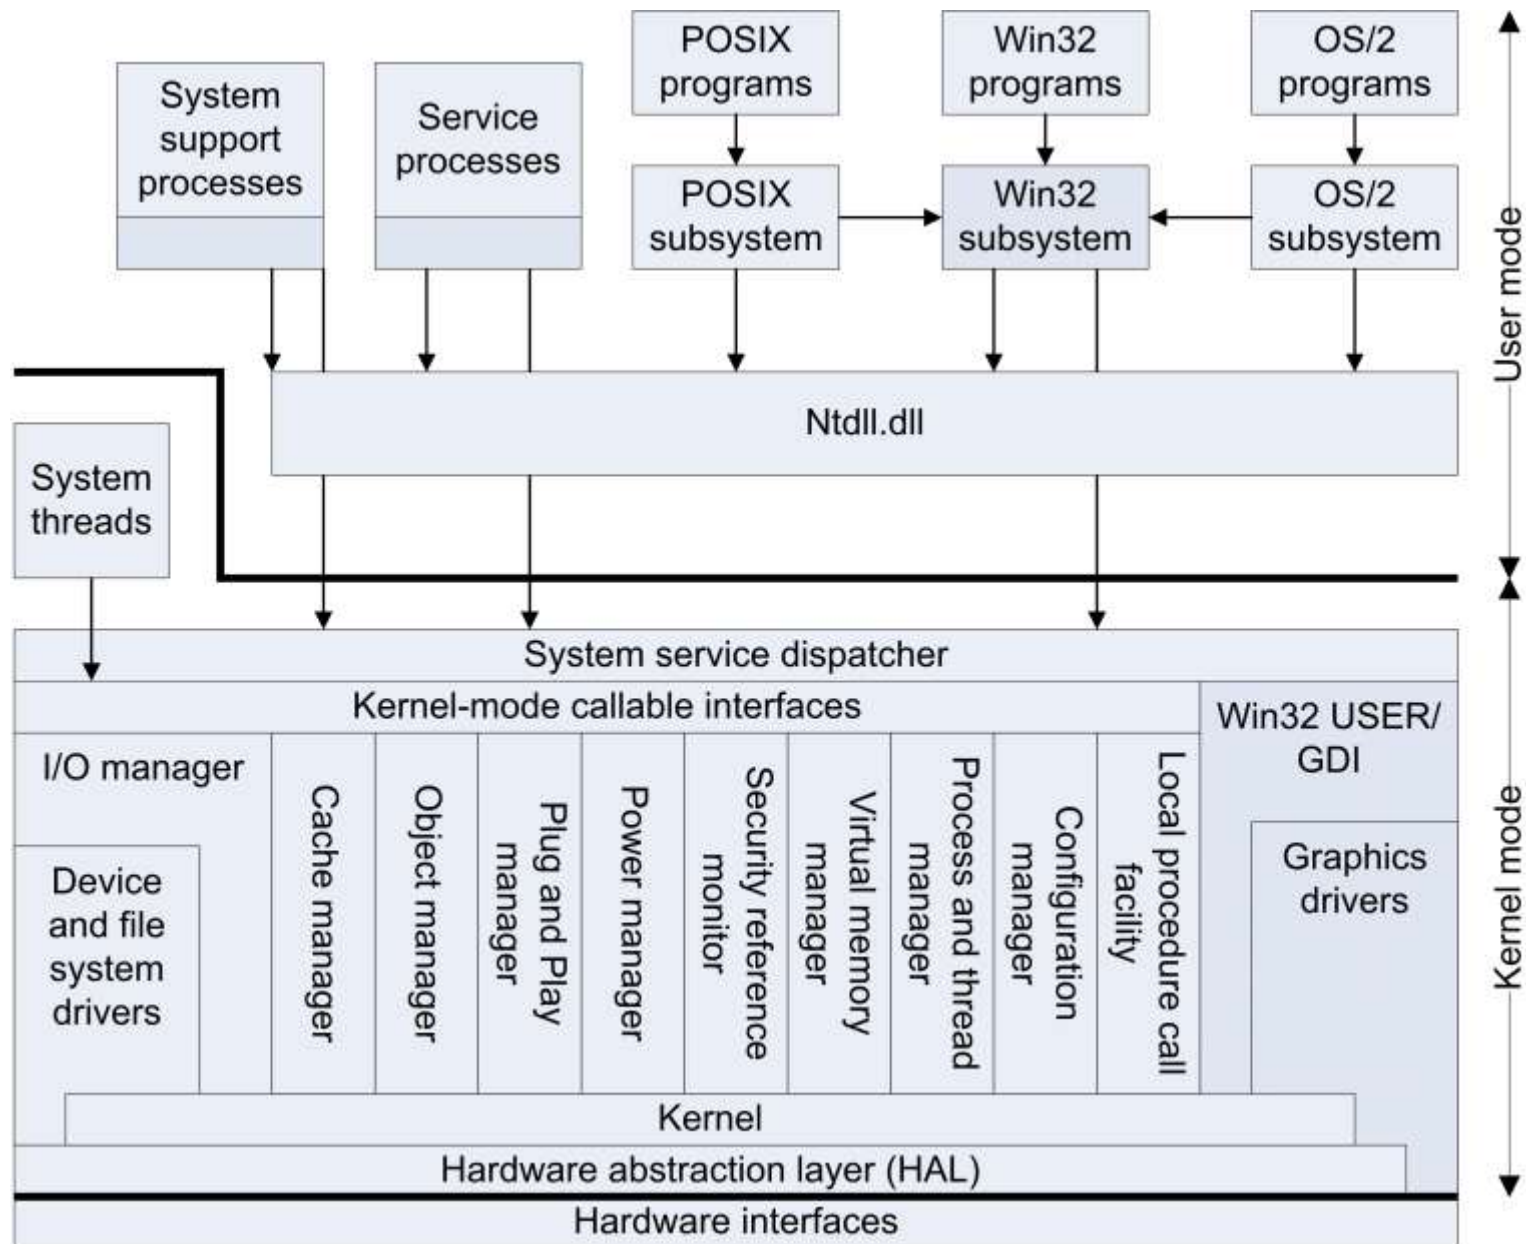 POSIX
programs
Win32
programs
OS/2
programs
System
support
processes
Service
processes
POSIX
subsystem
Win32
subsystem
OS/2
subsystem
User mode
Ntdll.dll
System
threads
System service dispatcher
Kernel-mode callable interfaces
Win32 USER/
GDI
I/O manager
Cache manager
Object manager
Plug and Play
manager
Power manager
Security reference
monitor
Virtual memory
manager
Process and thread
manager
Configuration
manager
Local procedure call
facility
Device
and file
system
drivers
Graphics
drivers
Kernel mode
Kernel
Hardware abstraction layer (HAL)
Hardware interfaces